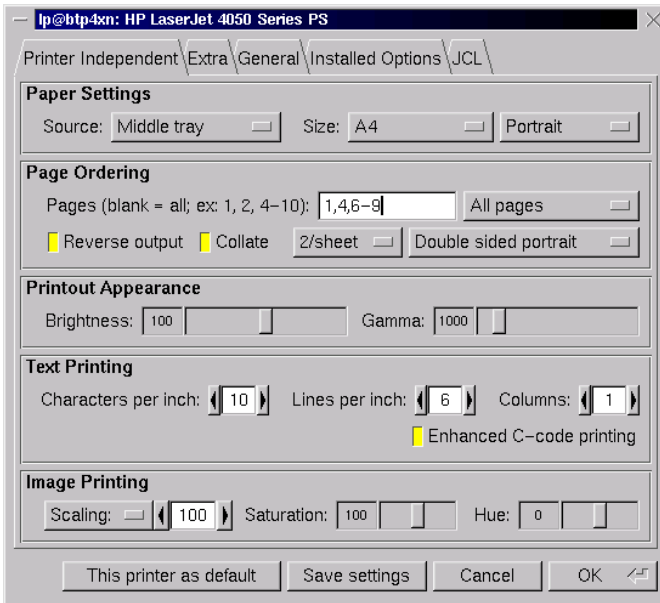 lp@btp4xn: HP LaserJet 4050 Series PS
Printer Independent Extra General Installed Options JCL
Paper Settings
Source: Middle tray Size: A4 Portrait
Page Ordering
Pages (blank = all; ex: 1, 2, 4-10): 1,4,6-9 All pages
Reverse output Collate 2/sheet Double sided portrait
Printout Appearance
Brightness: 100 Gamma: 1000
Text Printing
Characters per inch: 10 Lines per inch: 6 Columns: 1
Enhanced C-code printing
Image Printing
Scaling: 100 Saturation: 100 Hue: 0
This printer as default Save settings Cancel OK